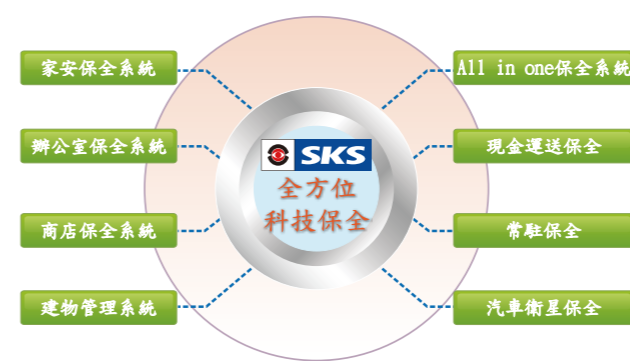 家安保全系統
辦公室保全系統
商店保全系統
建物管理系統
SKS
全方位
科技保全
All in one保全系統
現金運送保全
常駐保全
汽車衛星保全